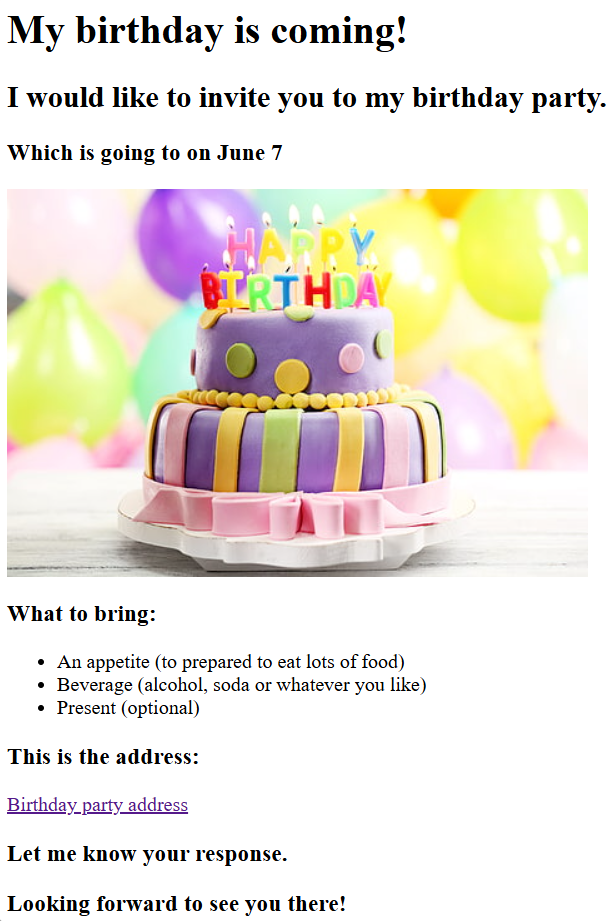 My birthday is coming!
I would like to invite you to my birthday party.
Which is going to on June 7
HAPPY
BIRTHDAY
What to bring:
An appetite (to prepared to eat lots of food)
Beverage (alcohol, soda or whatever you like)
Present (optional)
This is the address:
Birthday party address
Let me know your response.
Looking forward to see you there!